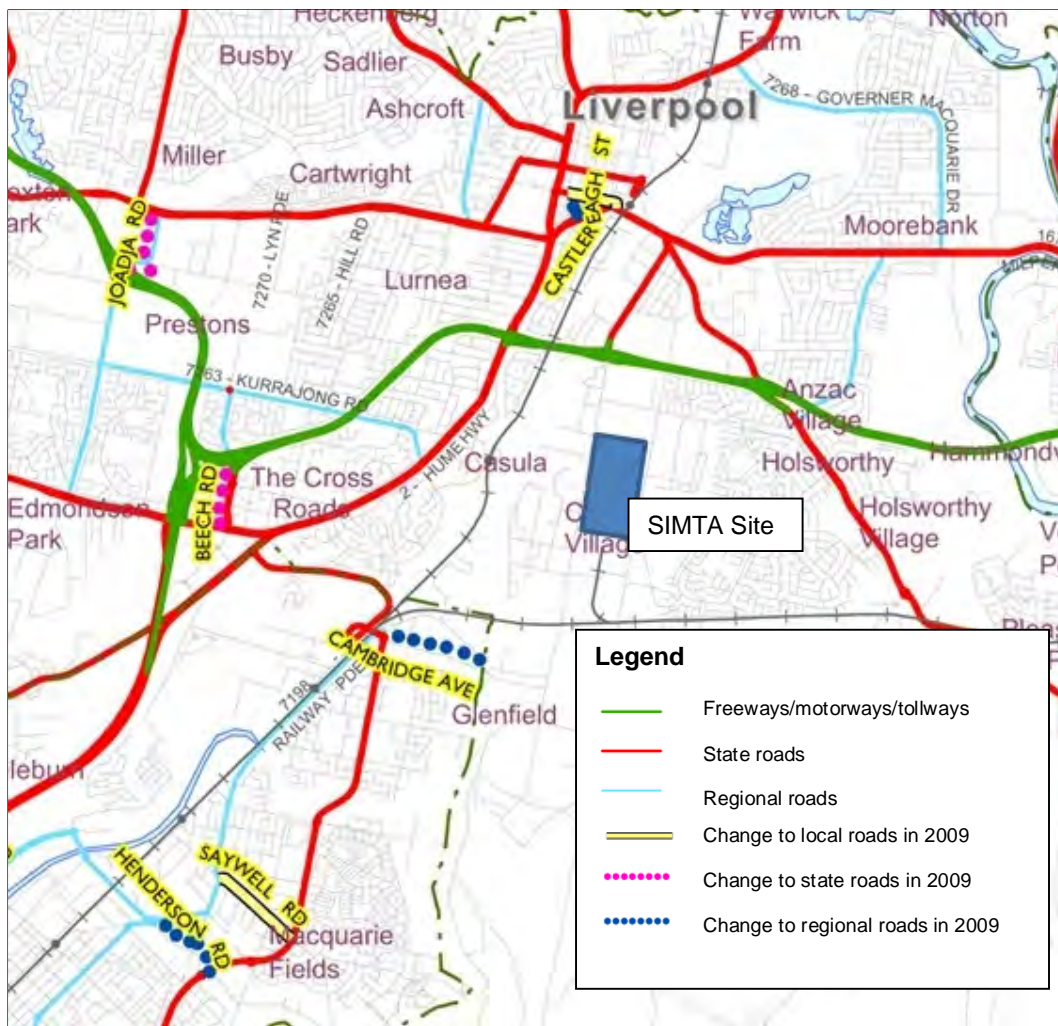 Heckenberg
Warwick
Farm
Norton
Busby
Sadlier
Ashcroft
Liverpool
7268 - GOVERNER MACQUARIE DR
Miller
Cartwright
CASTLEREAGH ST
Moorebank
ark
JOADJA RD
7270 - LYN PDE
7265 - HILL RD
Lurnea
Prestons
7263 - KURRAJONG RD
2 - HUME HWY
Anzac
Village
Hammondv
The Cross
Roads
Casula
Holsworthy
BEECH RD
Edmondson
Park
SIMTA Site
Village
Holsworthy
Village
CAMBRIDGE AVE
7198
RAILWAY PDE
Glenfield
leburn
HENDERSON RD
SAYWELL RD
Macquarie
Fields
Legend
Freeways/motorways/tollways
State roads
Regional roads
Change to local roads in 2009
Change to state roads in 2009
Change to regional roads in 2009